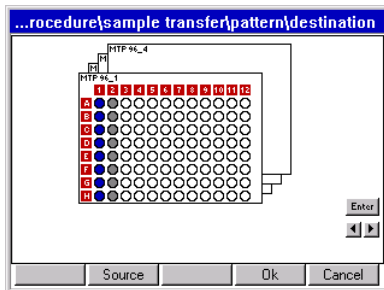 ...rocedure\sample transfer\pattern\destination
MTP 96_4
M
M
MTP 96_1
1 2 3 4 5 6 7 8 9 10 11 12
A
B
C
D
E
F
G
H
Enter
Source Ok Cancel